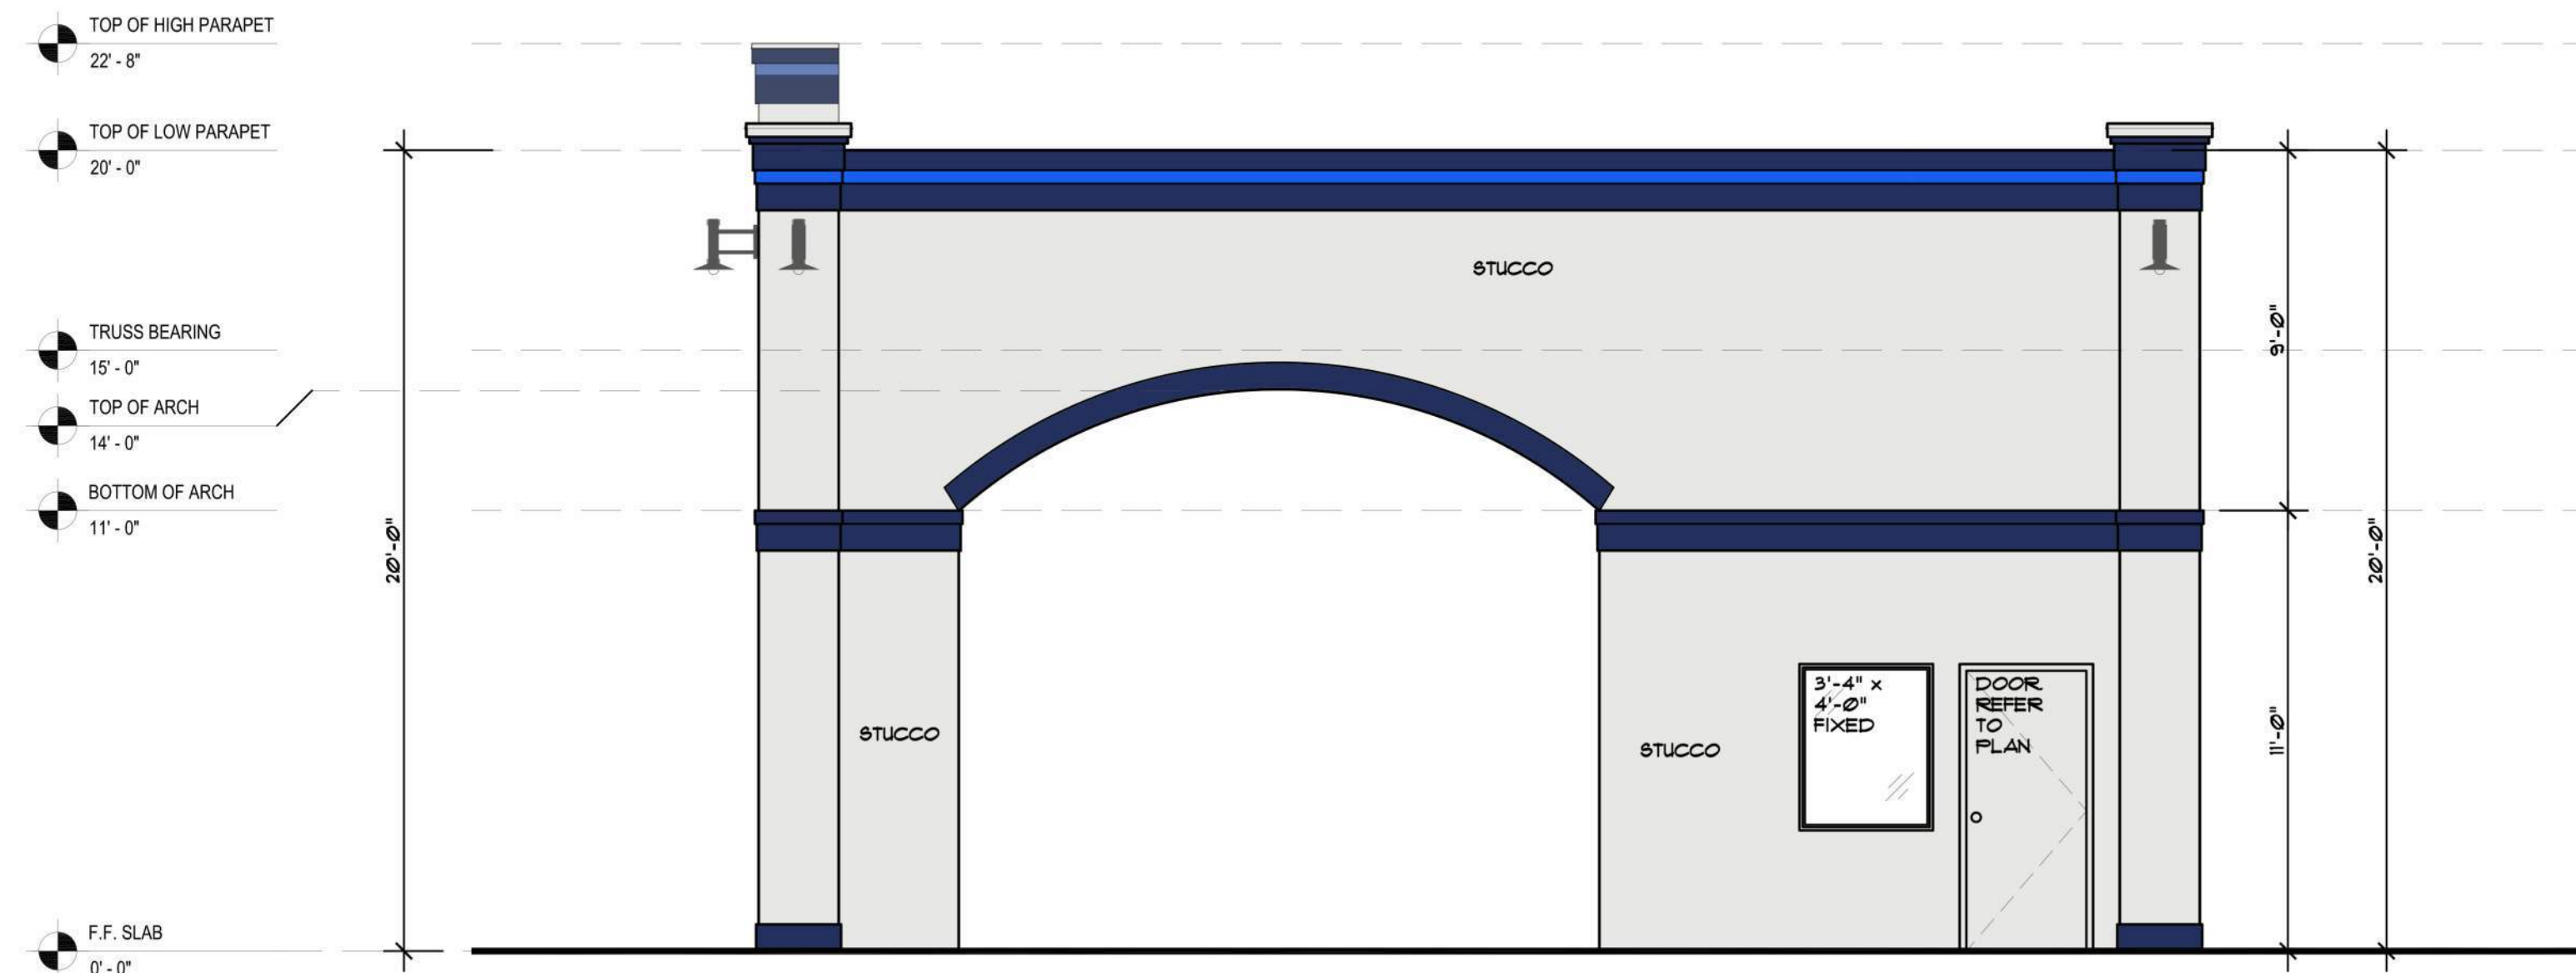 TOP OF HIGH PARAPET
22' - 8"
TOP OF LOW PARAPET
20' - 0"
TRUSS BEARING
15' - 0"
TOP OF ARCH
14' - 0"
BOTTOM OF ARCH
11' - 0"
F.F. SLAB
0' - 0"
20'-0"
STUCCO
STUCCO
STUCCO
3'-4" x
4'-0"
FIXED
DOOR
REFER
TO
PLAN
9'-0"
11'-0"
20'-0"